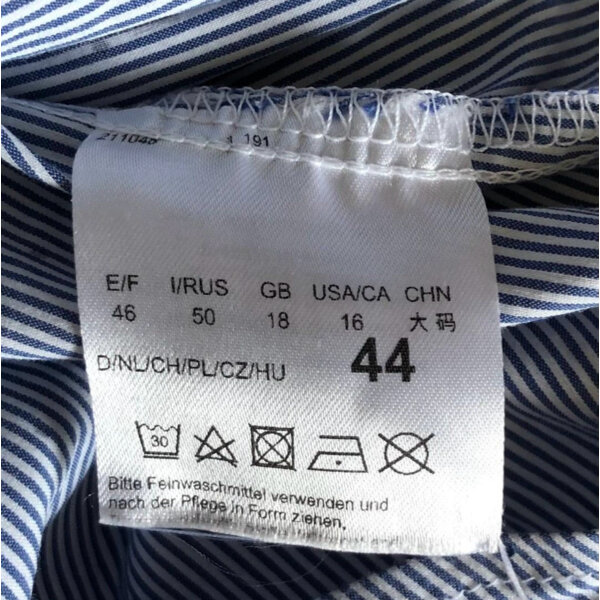 191
E/F I/RUS GB USA/CA CHN
46 50 18 16 大码
D/NL/CH/PL/CZ/HU 44
30
Bitte Feinwaschmittel verwenden und
nach der Pflege in Form ziehen.